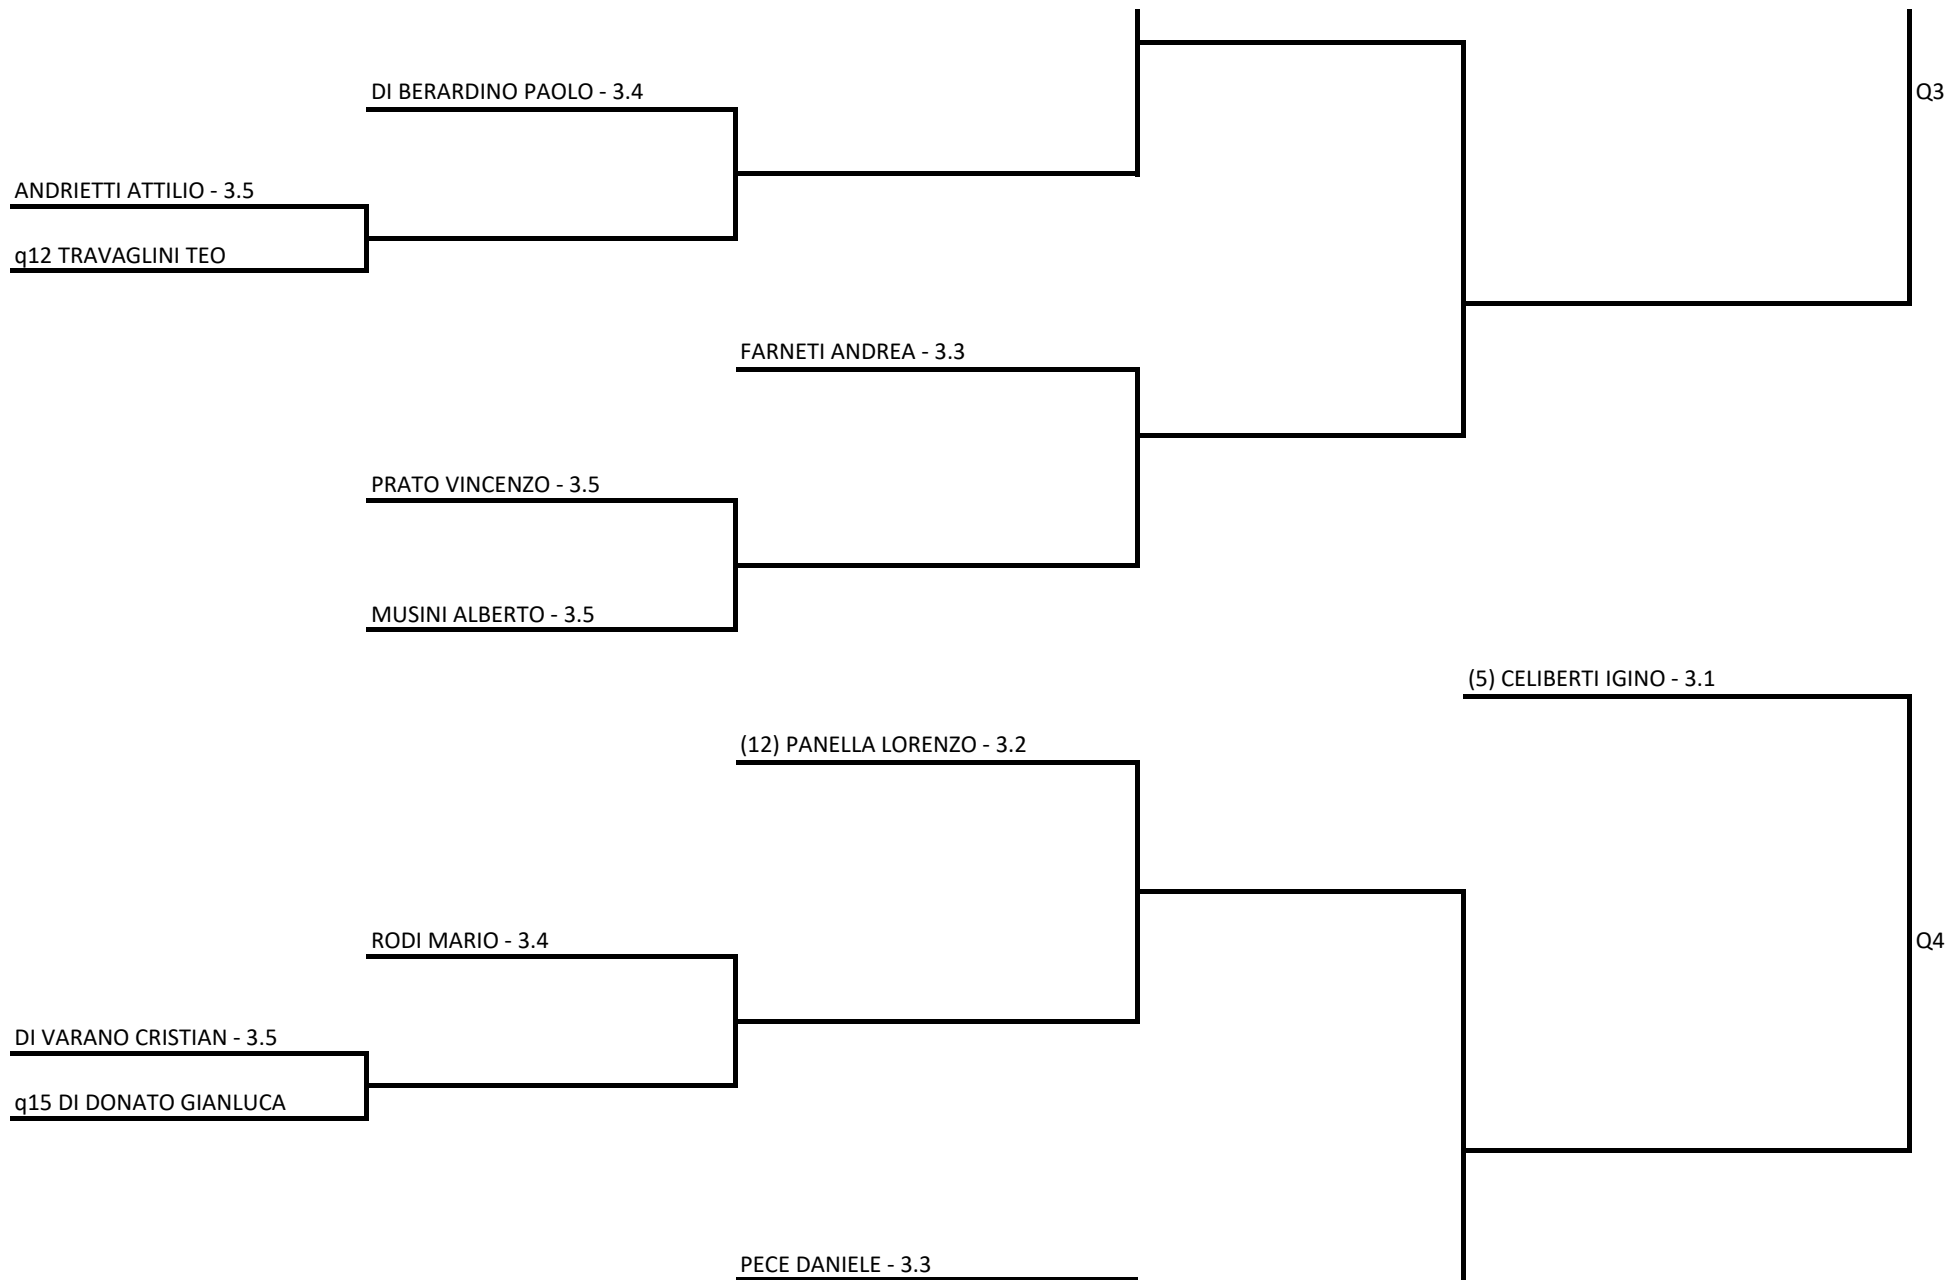 DI BERARDINO PAOLO - 3.4
Q3
ANDRIETTI ATTILIO - 3.5
q12 TRAVAGLINI TEO
FARNETI ANDREA - 3.3
PRATO VINCENZO - 3.5
MUSINI ALBERTO - 3.5
(5) CELIBERTI IGINO - 3.1
(12) PANELLA LORENZO - 3.2
RODI MARIO - 3.4
Q4
DI VARANO CRISTIAN - 3.5
q15 DI DONATO GIANLUCA
PECE DANIELE - 3.3